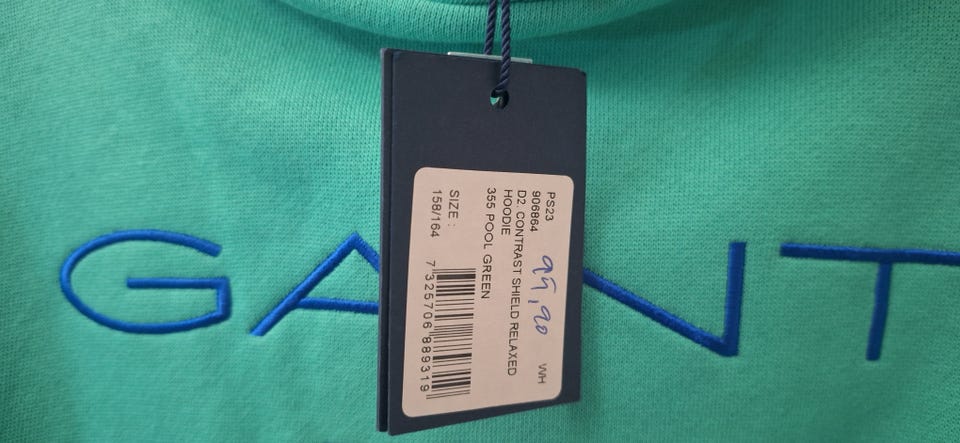 GANT
PS23
906864
D2. CONTRAST SHIELD RELAXED
HOODIE
355 POOL GREEN
SIZE :
158/164
99,90
WH
7 325706 889319